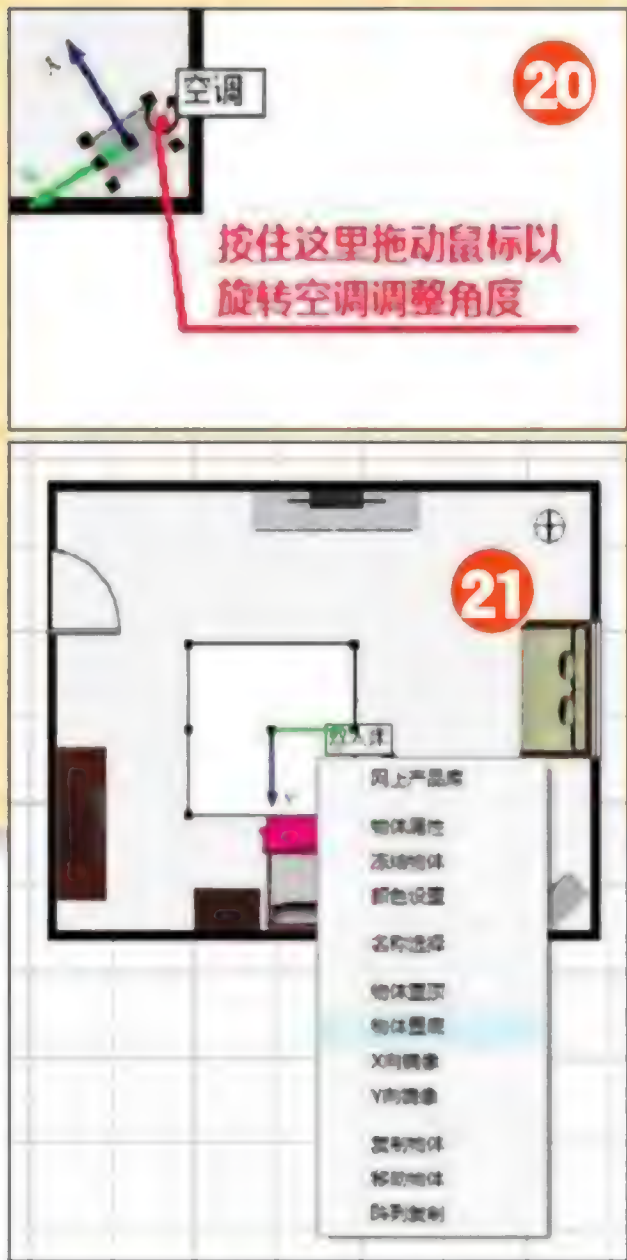 空调
20
按住这里拖动鼠标以
旋转空调调整角度
21
双人床
网上产品库
物体属性
冻结物体
颜色设置
名称选择
物体置顶
物体置底
X向镜像
Y向镜像
复制物体
移动物体
阵列复制